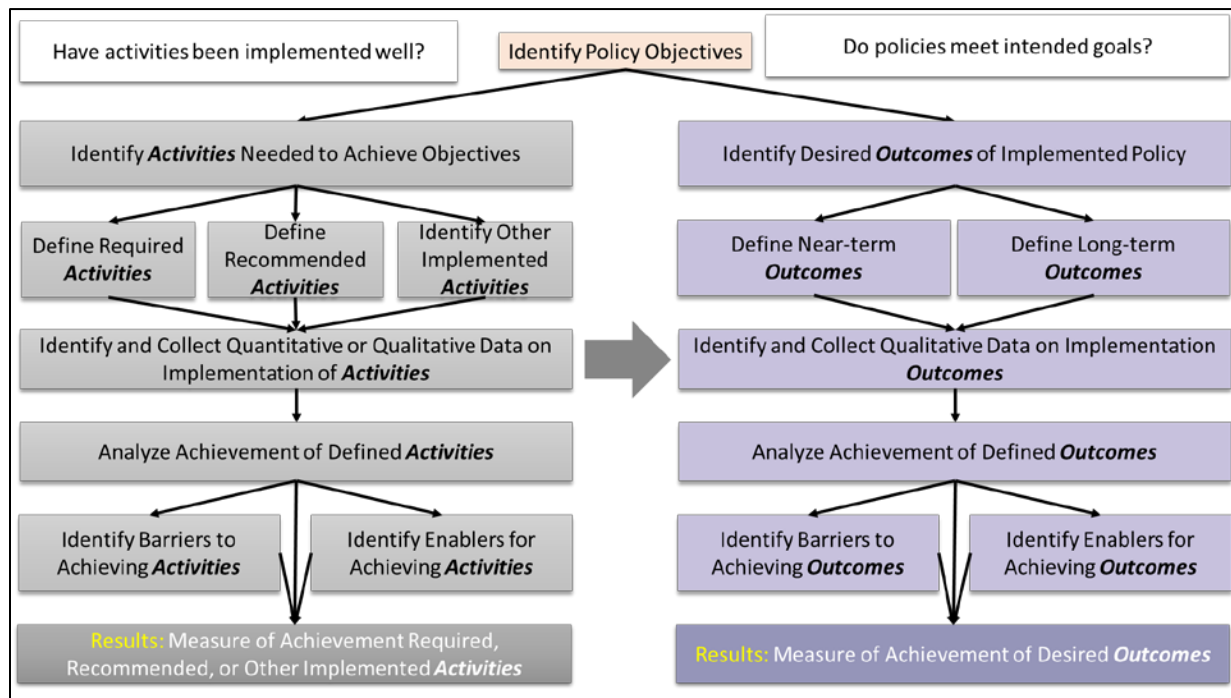 Have activities been implemented well?
Identify Policy Objectives
Do policies meet intended goals?
Identify Activities Needed to Achieve Objectives
Define Required
Activities
Define
Recommended
Activities
Identify Other
Implemented
Activities
Identify and Collect Quantitative or Qualitative Data on
Implementation of Activities
Analyze Achievement of Defined Activities
Identify Barriers to
Achieving Activities
Identify Enablers for
Achieving Activities
Results: Measure of Achievement Required,
Recommended, or Other Implemented Activities
Identify Desired Outcomes of Implemented Policy
Define Near-term
Outcomes
Define Long-term
Outcomes
Identify and Collect Qualitative Data on Implementation
Outcomes
Analyze Achievement of Defined Outcomes
Identify Barriers to
Achieving Outcomes
Identify Enablers for
Achieving Outcomes
Results: Measure of Achievement of Desired Outcomes